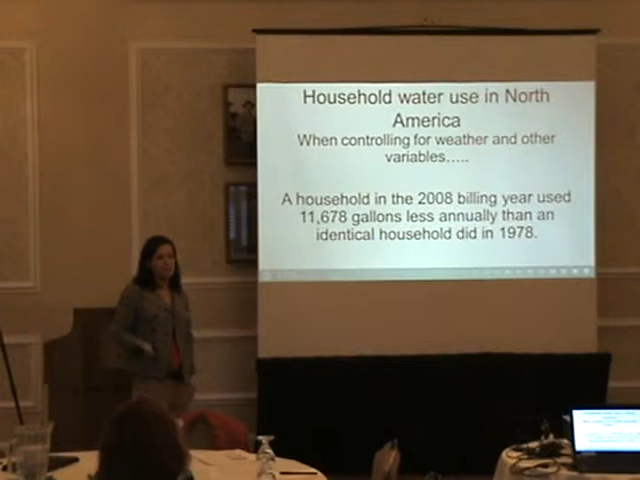 Household water use in North
America
When controlling for weather and other
variables.....
A household in the 2008 billing year used
11,678 gallons less annually than an
identical household did in 1978.